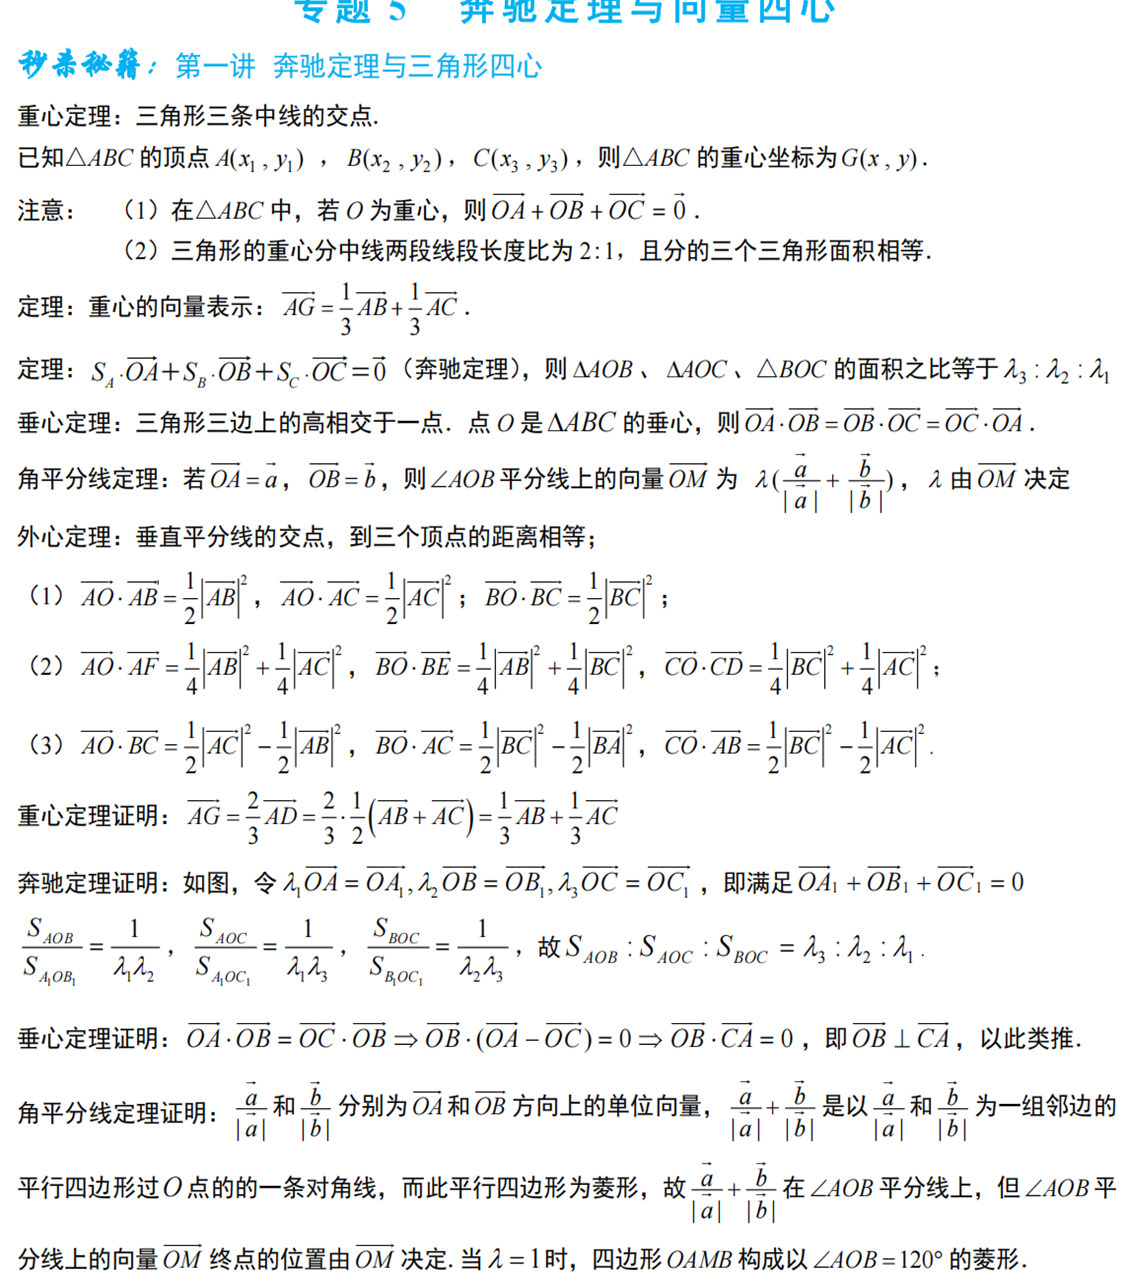 专题 5 奔驰定理与向量四心
秒杀秘籍：第一讲 奔驰定理与三角形四心
重心定理：三角形三条中线的交点.
已知△ABC 的顶点 A(x₁ , y₁) ，B(x₂ , y₂)，C(x₃ , y₃)，则△ABC 的重心坐标为G(x , y).
注意： （1）在△ABC 中，若 O 为重心，则 $\overrightarrow{OA}+\overrightarrow{OB}+\overrightarrow{OC}=\vec{0}$.
（2）三角形的重心分中线两段线段长度比为 2:1，且分的三个三角形面积相等.
定理：重心的向量表示：$\overrightarrow{AG}=\frac{1}{3}\overrightarrow{AB}+\frac{1}{3}\overrightarrow{AC}$.
定理：$S_A\cdot\overrightarrow{OA}+S_B\cdot\overrightarrow{OB}+S_C\cdot\overrightarrow{OC}=\vec{0}$（奔驰定理），则 ΔAOB 、 ΔAOC 、△BOC 的面积之比等于 $\lambda_3:\lambda_2:\lambda_1$
垂心定理：三角形三边上的高相交于一点. 点 O 是 ΔABC 的垂心，则 $\overrightarrow{OA}\cdot\overrightarrow{OB}=\overrightarrow{OB}\cdot\overrightarrow{OC}=\overrightarrow{OC}\cdot\overrightarrow{OA}$.
角平分线定理：若 $\overrightarrow{OA}=\vec{a}$，$\overrightarrow{OB}=\vec{b}$，则∠AOB 平分线上的向量 $\overrightarrow{OM}$ 为 $\lambda(\frac{\vec{a}}{|\vec{a}|}+\frac{\vec{b}}{|\vec{b}|})$，λ 由 $\overrightarrow{OM}$ 决定
外心定理：垂直平分线的交点，到三个顶点的距离相等；
（1）$\overrightarrow{AO}\cdot\overrightarrow{AB}=\frac{1}{2}|\overrightarrow{AB}|^2$，$\overrightarrow{AO}\cdot\overrightarrow{AC}=\frac{1}{2}|\overrightarrow{AC}|^2$；$\overrightarrow{BO}\cdot\overrightarrow{BC}=\frac{1}{2}|\overrightarrow{BC}|^2$；
（2）$\overrightarrow{AO}\cdot\overrightarrow{AF}=\frac{1}{4}|\overrightarrow{AB}|^2+\frac{1}{4}|\overrightarrow{AC}|^2$，$\overrightarrow{BO}\cdot\overrightarrow{BE}=\frac{1}{4}|\overrightarrow{AB}|^2+\frac{1}{4}|\overrightarrow{BC}|^2$，$\overrightarrow{CO}\cdot\overrightarrow{CD}=\frac{1}{4}|\overrightarrow{BC}|^2+\frac{1}{4}|\overrightarrow{AC}|^2$；
（3）$\overrightarrow{AO}\cdot\overrightarrow{BC}=\frac{1}{2}|\overrightarrow{AC}|^2-\frac{1}{2}|\overrightarrow{AB}|^2$，$\overrightarrow{BO}\cdot\overrightarrow{AC}=\frac{1}{2}|\overrightarrow{BC}|^2-\frac{1}{2}|\overrightarrow{BA}|^2$，$\overrightarrow{CO}\cdot\overrightarrow{AB}=\frac{1}{2}|\overrightarrow{BC}|^2-\frac{1}{2}|\overrightarrow{AC}|^2$.
重心定理证明：$\overrightarrow{AG}=\frac{2}{3}\overrightarrow{AD}=\frac{2}{3}\cdot\frac{1}{2}(\overrightarrow{AB}+\overrightarrow{AC})=\frac{1}{3}\overrightarrow{AB}+\frac{1}{3}\overrightarrow{AC}$
奔驰定理证明：如图，令 $\lambda_1\overrightarrow{OA}=\overrightarrow{OA_1},\lambda_2\overrightarrow{OB}=\overrightarrow{OB_1},\lambda_3\overrightarrow{OC}=\overrightarrow{OC_1}$，即满足 $\overrightarrow{OA}_1+\overrightarrow{OB}_1+\overrightarrow{OC}_1=0$
$\frac{S_{AOB}}{S_{A_1OB_1}}=\frac{1}{\lambda_1\lambda_2}$，$\frac{S_{AOC}}{S_{A_1OC_1}}=\frac{1}{\lambda_1\lambda_3}$，$\frac{S_{BOC}}{S_{B_1OC_1}}=\frac{1}{\lambda_2\lambda_3}$，故 $S_{AOB}:S_{AOC}:S_{BOC}=\lambda_3:\lambda_2:\lambda_1$.
垂心定理证明：$\overrightarrow{OA}\cdot\overrightarrow{OB}=\overrightarrow{OC}\cdot\overrightarrow{OB}\Rightarrow\overrightarrow{OB}\cdot(\overrightarrow{OA}-\overrightarrow{OC})=0\Rightarrow\overrightarrow{OB}\cdot\overrightarrow{CA}=0$，即 $\overrightarrow{OB}\perp\overrightarrow{CA}$，以此类推.
角平分线定理证明：$\frac{\vec{a}}{|\vec{a}|}$ 和 $\frac{\vec{b}}{|\vec{b}|}$ 分别为 $\overrightarrow{OA}$ 和 $\overrightarrow{OB}$ 方向上的单位向量，$\frac{\vec{a}}{|\vec{a}|}+\frac{\vec{b}}{|\vec{b}|}$ 是以 $\frac{\vec{a}}{|\vec{a}|}$ 和 $\frac{\vec{b}}{|\vec{b}|}$ 为一组邻边的
平行四边形过 O 点的的一条对角线，而此平行四边形为菱形，故 $\frac{\vec{a}}{|\vec{a}|}+\frac{\vec{b}}{|\vec{b}|}$ 在∠AOB 平分线上，但∠AOB 平
分线上的向量 $\overrightarrow{OM}$ 终点的位置由 $\overrightarrow{OM}$ 决定. 当 λ = 1时，四边形 OAMB 构成以 ∠AOB = 120° 的菱形.